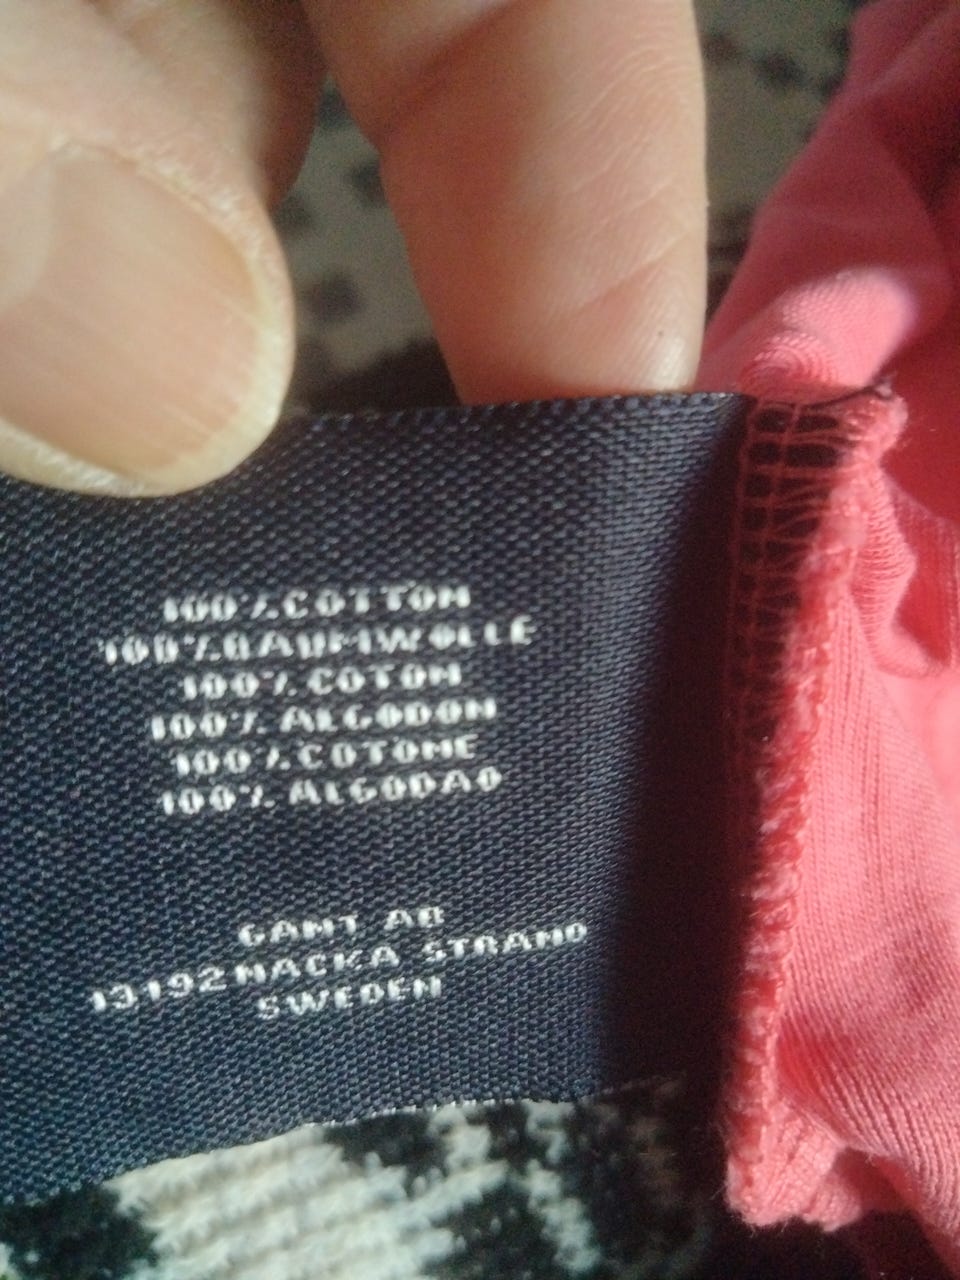 100% COTTON
100% BAUMWOLLE
100% COTON
100% ALGODON
100% COTONE
100% ALGODAO
GANT AB
13192 NACKA STRAND
SWEDEN